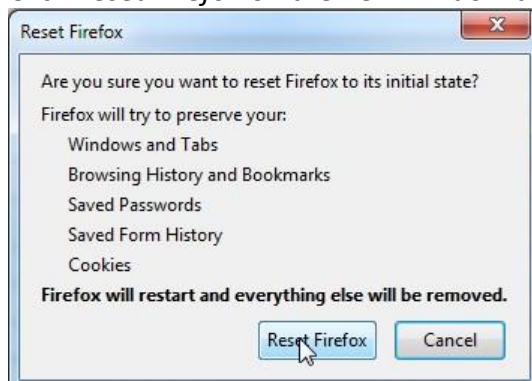 Reset Firefox
Are you sure you want to reset Firefox to its initial state?
Firefox will try to preserve your:
Windows and Tabs
Browsing History and Bookmarks
Saved Passwords
Saved Form History
Cookies
Firefox will restart and everything else will be removed.
Reset Firefox Cancel